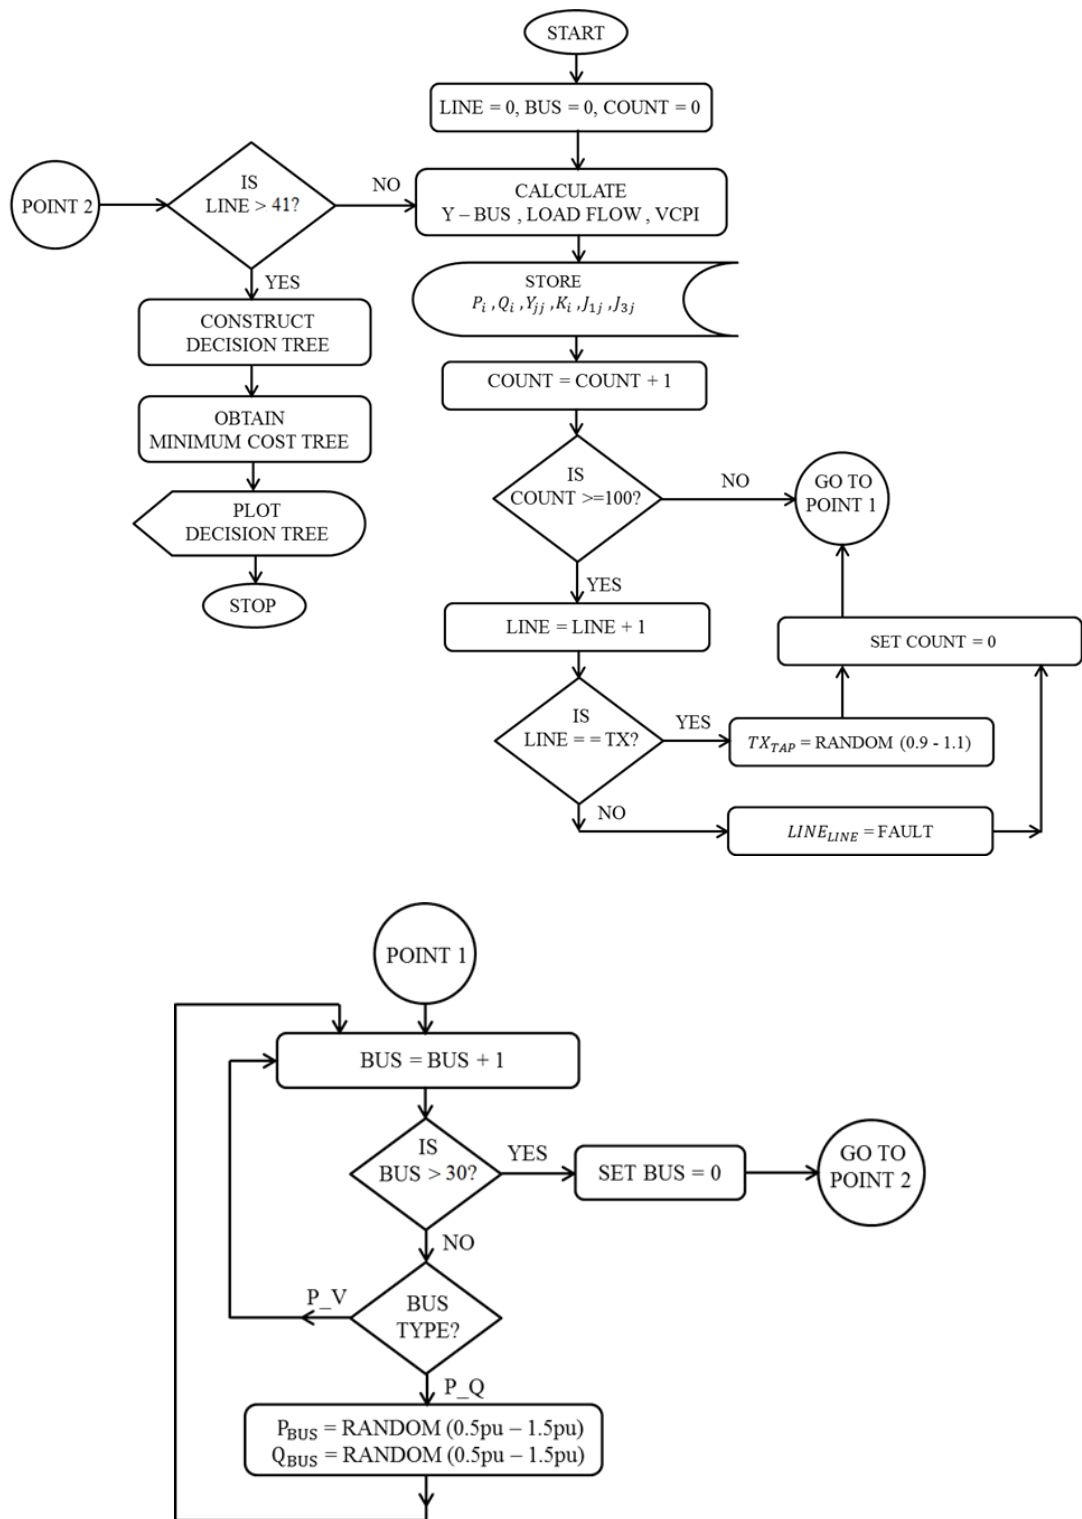 START
LINE = 0, BUS = 0, COUNT = 0
POINT 2
IS
LINE > 41?
NO
CALCULATE
Y – BUS , LOAD FLOW , VCPI
YES
STORE
P_i , Q_i , Y_jj , K_i , J_1j , J_3j
CONSTRUCT
DECISION TREE
COUNT = COUNT + 1
OBTAIN
MINIMUM COST TREE
IS
COUNT >=100?
NO
GO TO
POINT 1
PLOT
DECISION TREE
YES
STOP
LINE = LINE + 1
SET COUNT = 0
IS
LINE = = TX?
YES
TX_TAP = RANDOM (0.9 - 1.1)
NO
LINE_LINE = FAULT
POINT 1
BUS = BUS + 1
IS
BUS > 30?
YES
SET BUS = 0
GO TO
POINT 2
NO
P_V
BUS
TYPE?
P_Q
P_BUS = RANDOM (0.5pu – 1.5pu)
Q_BUS = RANDOM (0.5pu – 1.5pu)